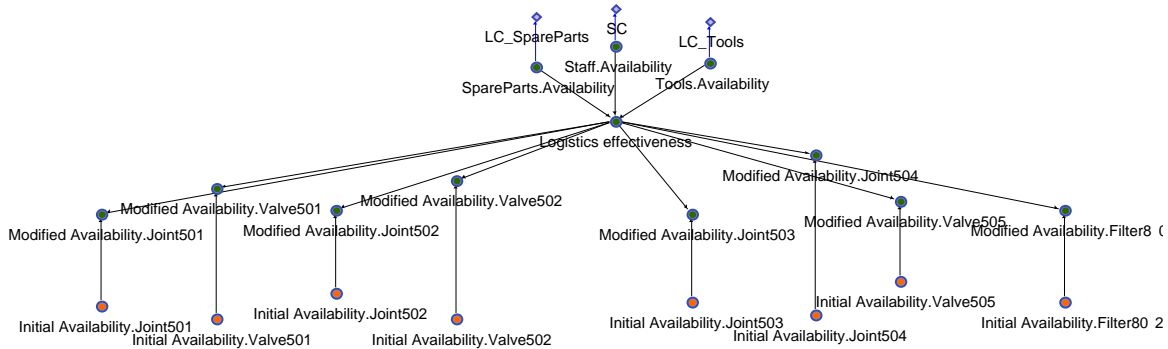 LC_SpareParts
SC
LC_Tools
Staff.Availability
SpareParts.Availability
Tools.Availability
Logistics effectiveness
Modified Availability.Joint504
Modified Availability.Valve501
Modified Availability.Valve502
Modified Availability.Joint501
Modified Availability.Joint502
Modified Availability.Joint503
Modified Availability.Valve505
Modified Availability.Filter8 0
Initial Availability.Joint501
Initial Availability.Valve501
Initial Availability.Joint502
Initial Availability.Valve502
Initial Availability.Joint503
Initial Availability.Joint504
Initial Availability.Valve505
Initial Availability.Filter80 2